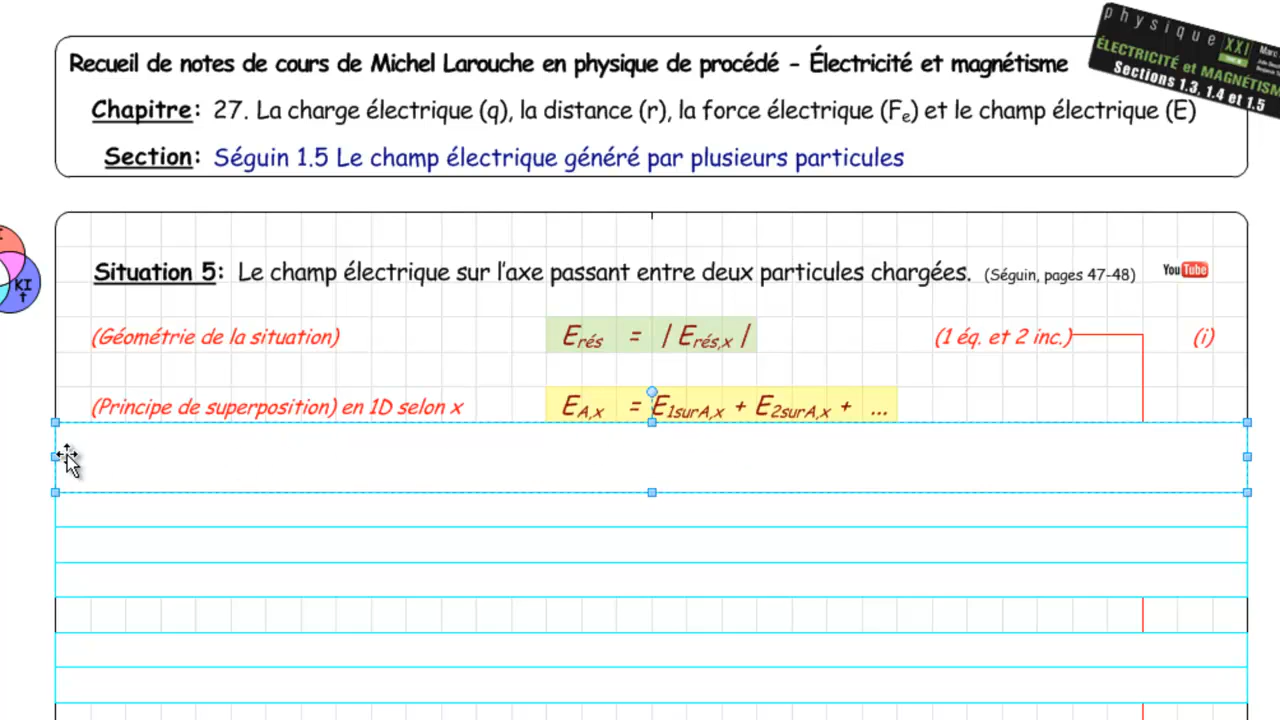 physique XXI
ÉLECTRICITÉ et MAGNÉTISM
Sections 1.3, 1.4 et 1.5
Recueil de notes de cours de Michel Larouche en physique de procédé - Électricité et magnétisme
Chapitre: 27. La charge électrique (q), la distance (r), la force électrique (Fe) et le champ électrique (E)
Section: Séguin 1.5 Le champ électrique généré par plusieurs particules
Situation 5: Le champ électrique sur l'axe passant entre deux particules chargées. (Séguin, pages 47-48) YouTube
KI
(Géométrie de la situation) Erés = | Erés,x | (1 éq. et 2 inc.) (i)
(Principe de superposition) en 1D selon x EA,x = E1surA,x + E2surA,x + ...